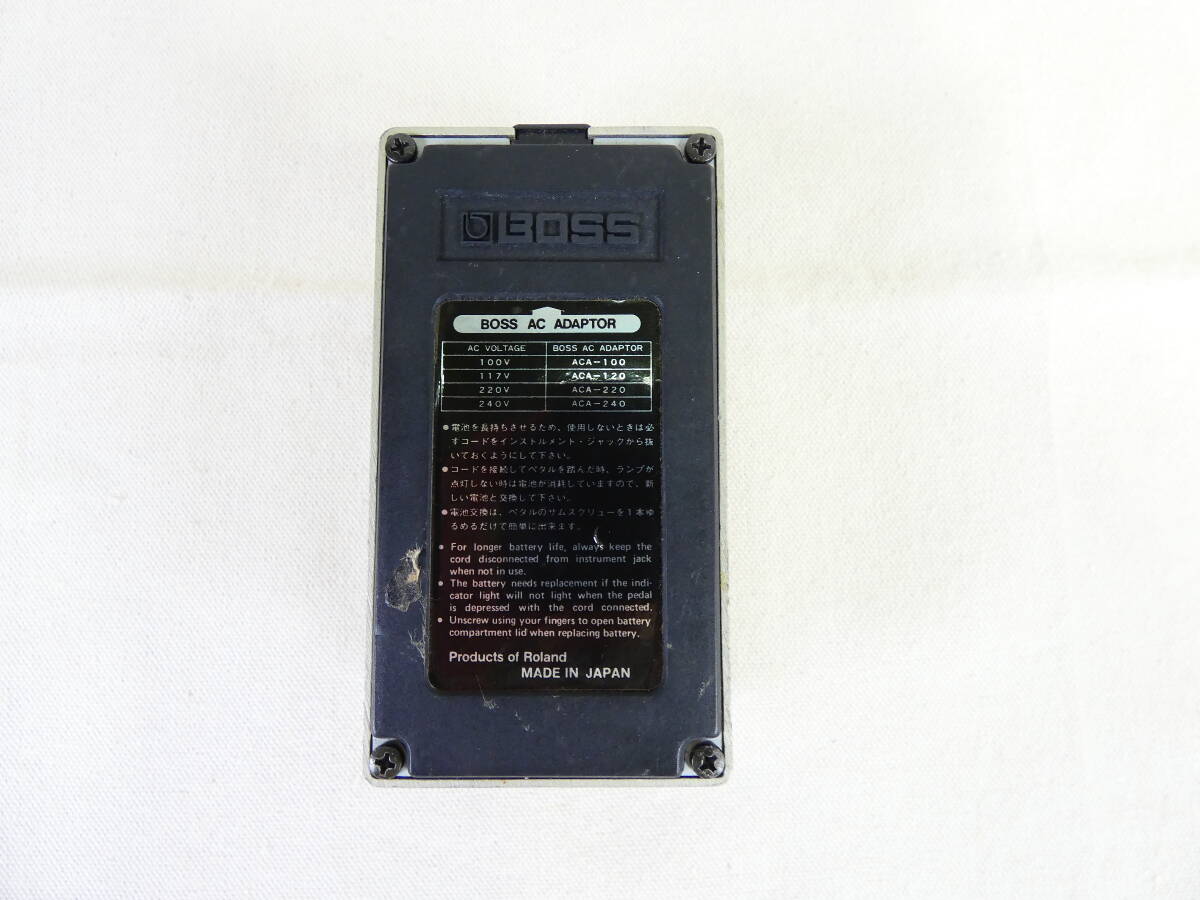 BOSS
BOSS AC ADAPTOR
AC VOLTAGE BOSS AC ADAPTOR
100V ACA-100
117V ACA-120
220V ACA-220
240V ACA-240
●電池を長持ちさせるため、使用しないときは必
ずコードをインストルメント・ジャックから抜
いておくようにして下さい。
●コードを接続してペダルを踏んだ時、ランプが
点灯しない時は電池が消耗していますので、新
しい電池と交換して下さい。
●電池交換は、ペダルのサムスクリューを1本ゆ
るめるだけで簡単に出来ます。
● For longer battery life, always keep the
cord disconnected from instrument jack
when not in use.
● The battery needs replacement if the indi-
cator light will not light when the pedal
is depressed with the cord connected.
● Unscrew using your fingers to open battery
compartment lid when replacing battery.
Products of Roland
MADE IN JAPAN